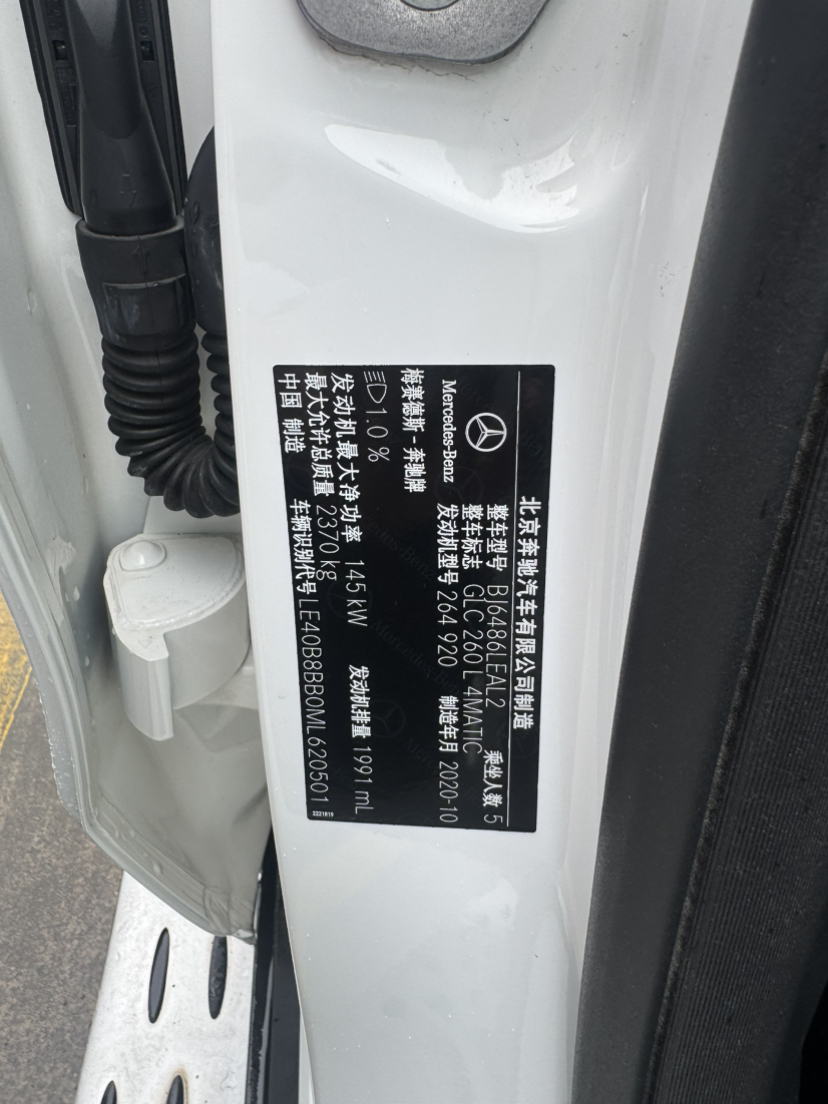 北京奔驰汽车有限公司制造
Mercedes-Benz
梅赛德斯-奔驰牌
整车型号 BJ6486LEAL2 乘坐人数 5
整车标志 GLC 260 L 4MATIC
发动机型号 264 920 制造年月 2020-10
1.0 %
发动机最大净功率 145 kW 发动机排量 1991 mL
最大允许总质量 2370 kg
中国 制造 车辆识别代号 LE40B8BB0ML620501
2221819